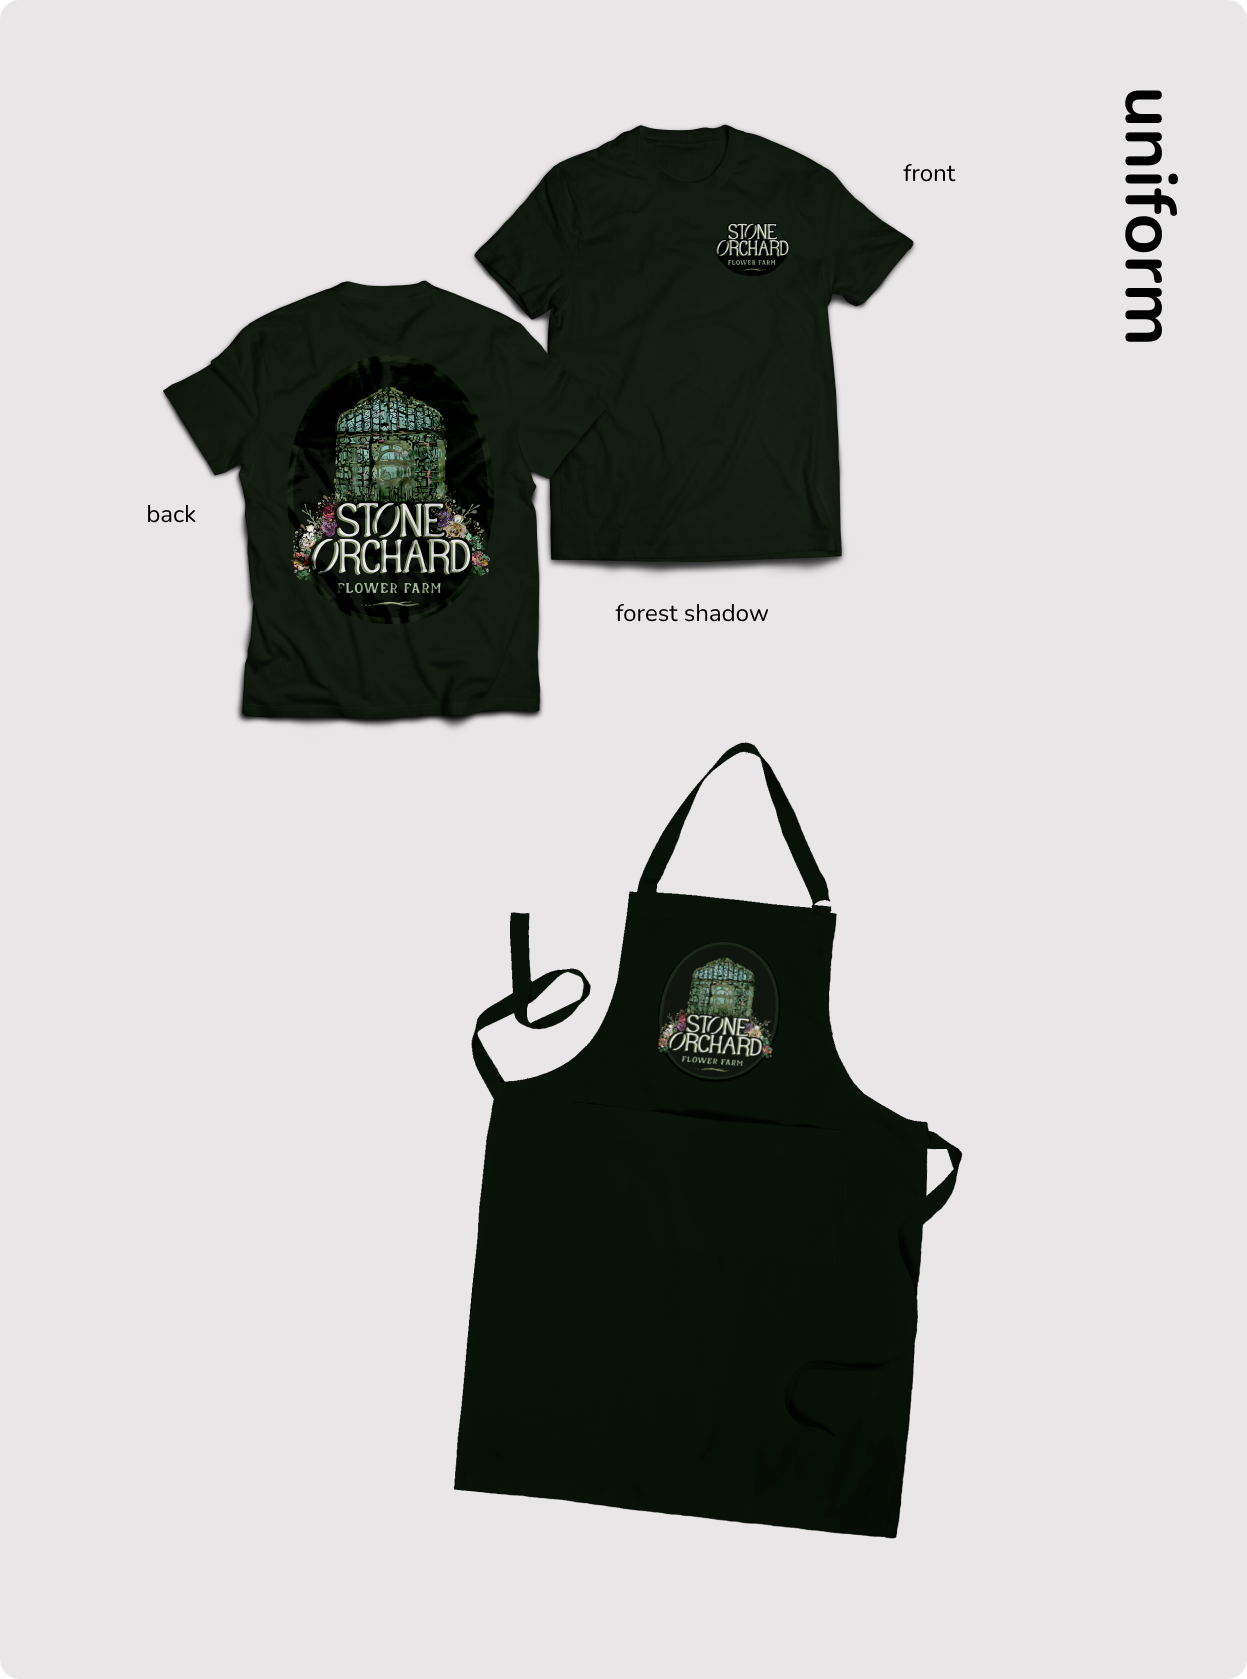 uniform
front
STONE
ORCHARD
FLOWER FARM
back
STONE
ORCHARD
FLOWER FARM
forest shadow
STONE
ORCHARD
FLOWER FARM